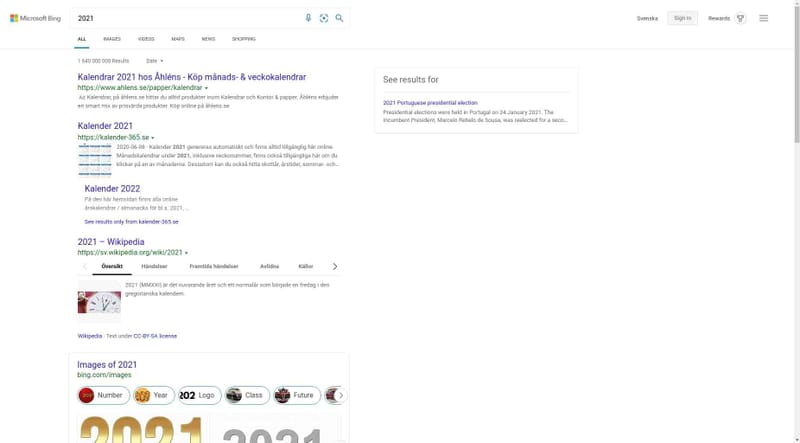 Microsoft Bing
2021
Svenska
Sign in
Rewards
ALL
IMAGES
VIDEOS
MAPS
NEWS
SHOPPING
1 640 000 000 Results
Date
Kalendrar 2021 hos Åhléns - Köp månads- & veckokalendrar
https://www.ahlens.se/papper/kalendrar
Kalendrar, på åhlens.se hittar du alltid produkter inom Kalendrar och Kontor & papper. Åhléns erbjuder
en smart mix av prisvärda produkter. Köp online på åhlens.se
Kalender 2021
https://kalender-365.se
2020-06-08 · Kalender 2021 genereras automatiskt och finns alltid tillgänglig här online.
Månadskalendrar under 2021, inklusive veckonummer, finns också tillgängliga här om du
klickar på en av månaderna. Dessutom kan du också hitta skottår, årstider, sommar- och...
Kalender 2022
På den här hemsidan finns alla online
årskalendrar / almanacks för bl a. 2021, ...
See results only from kalender-365.se
2021 – Wikipedia
https://sv.wikipedia.org/wiki/2021
Översikt
Händelser
Framtida händelser
Avlidna
Källor
2021 (MMXXI) är det nuvarande året och ett normalår som började en fredag i den
gregorianska kalendern.
Wikipedia · Text under CC-BY-SA license
Images of 2021
bing.com/images
Number
Year
202
Logo
Class
Future
2021
2021
See results for
2021 Portuguese presidential election
Presidential elections were held in Portugal on 24 January 2021. The
incumbent President, Marcelo Rebelo de Sousa, was reelected for a seco...